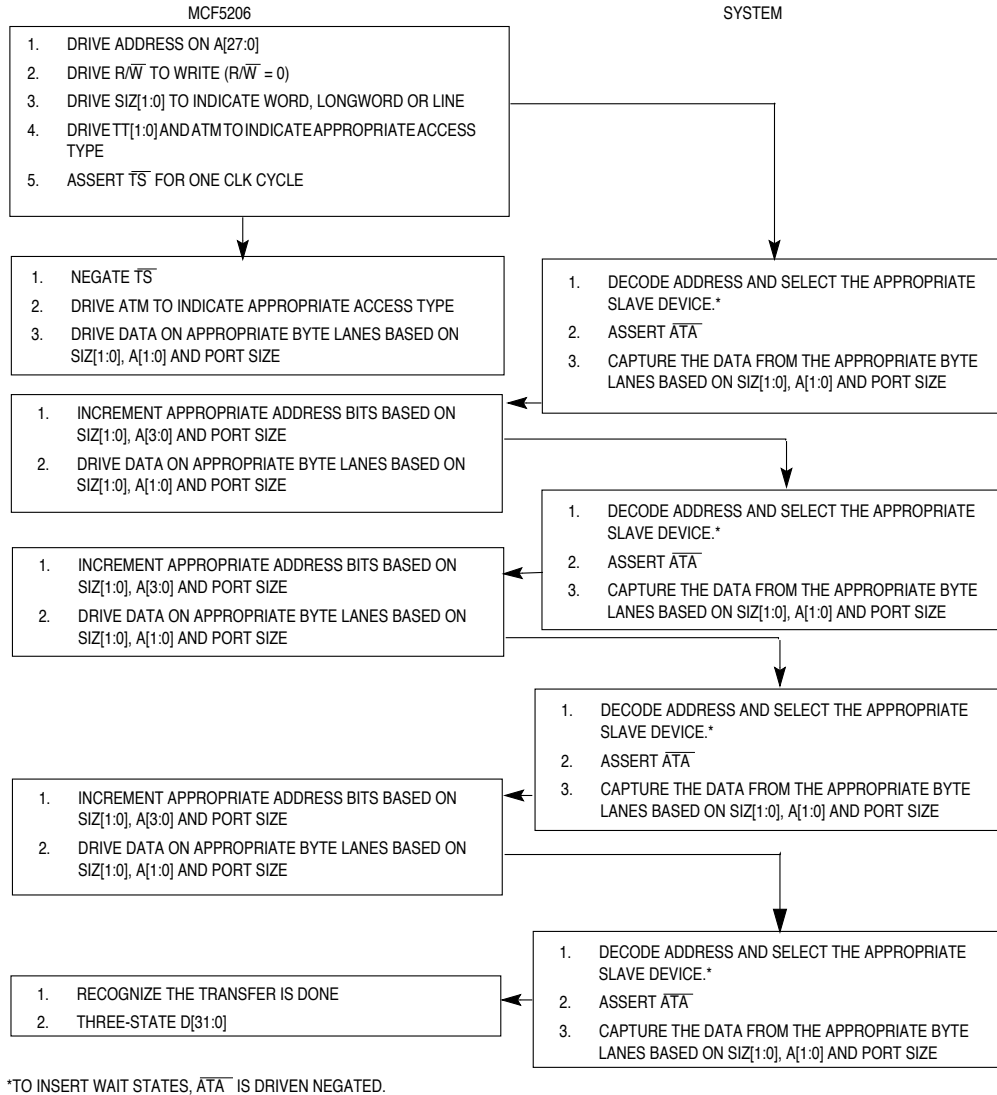 MCF5206
SYSTEM
1. DRIVE ADDRESS ON A[27:0]
2. DRIVE R/W̅ TO WRITE (R/W̅ = 0)
3. DRIVE SIZ[1:0] TO INDICATE WORD, LONGWORD OR LINE
4. DRIVE TT[1:0] AND ATM TO INDICATE APPROPRIATE ACCESS
TYPE
5. ASSERT T̅S̅ FOR ONE CLK CYCLE
1. NEGATE T̅S̅
2. DRIVE ATM TO INDICATE APPROPRIATE ACCESS TYPE
3. DRIVE DATA ON APPROPRIATE BYTE LANES BASED ON
SIZ[1:0], A[1:0] AND PORT SIZE
1. DECODE ADDRESS AND SELECT THE APPROPRIATE
SLAVE DEVICE.*
2. ASSERT A̅T̅A̅
3. CAPTURE THE DATA FROM THE APPROPRIATE BYTE
LANES BASED ON SIZ[1:0], A[1:0] AND PORT SIZE
1. INCREMENT APPROPRIATE ADDRESS BITS BASED ON
SIZ[1:0], A[3:0] AND PORT SIZE
2. DRIVE DATA ON APPROPRIATE BYTE LANES BASED ON
SIZ[1:0], A[1:0] AND PORT SIZE
1. DECODE ADDRESS AND SELECT THE APPROPRIATE
SLAVE DEVICE.*
2. ASSERT A̅T̅A̅
3. CAPTURE THE DATA FROM THE APPROPRIATE BYTE
LANES BASED ON SIZ[1:0], A[1:0] AND PORT SIZE
1. INCREMENT APPROPRIATE ADDRESS BITS BASED ON
SIZ[1:0], A[3:0] AND PORT SIZE
2. DRIVE DATA ON APPROPRIATE BYTE LANES BASED ON
SIZ[1:0], A[1:0] AND PORT SIZE
1. DECODE ADDRESS AND SELECT THE APPROPRIATE
SLAVE DEVICE.*
2. ASSERT A̅T̅A̅
3. CAPTURE THE DATA FROM THE APPROPRIATE BYTE
LANES BASED ON SIZ[1:0], A[1:0] AND PORT SIZE
1. INCREMENT APPROPRIATE ADDRESS BITS BASED ON
SIZ[1:0], A[3:0] AND PORT SIZE
2. DRIVE DATA ON APPROPRIATE BYTE LANES BASED ON
SIZ[1:0], A[1:0] AND PORT SIZE
1. DECODE ADDRESS AND SELECT THE APPROPRIATE
SLAVE DEVICE.*
2. ASSERT A̅T̅A̅
3. CAPTURE THE DATA FROM THE APPROPRIATE BYTE
LANES BASED ON SIZ[1:0], A[1:0] AND PORT SIZE
1. RECOGNIZE THE TRANSFER IS DONE
2. THREE-STATE D[31:0]
*TO INSERT WAIT STATES, A̅T̅A̅ IS DRIVEN NEGATED.